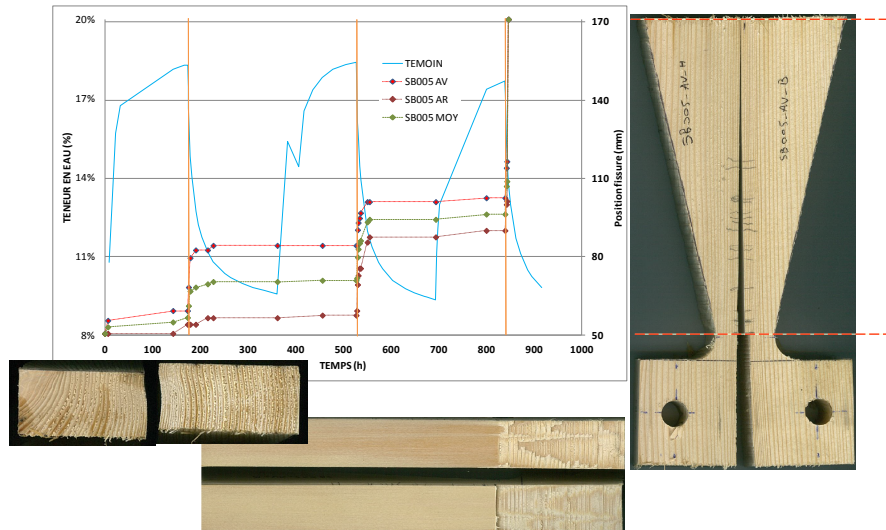 20%
17%
14%
11%
8%
TENEUR EN EAU (%)
170
140
110
80
50
Position fissure (mm)
TEMOIN
SB005 AV
SB005 AR
SB005 MOY
0
100
200
300
400
500
600
700
800
900
1000
TEMPS (h)
SB005-AV-H
SB005-AV-B